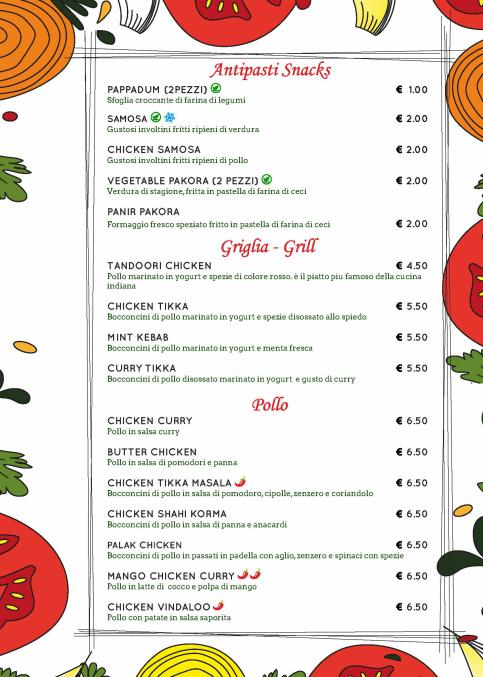 Antipasti Snacks
PAPPADUM (2PEZZI) € 1.00
Sfoglia croccante di farina di legumi
SAMOSA € 2.00
Gustosi involtini fritti ripieni di verdura
CHICKEN SAMOSA € 2.00
Gustosi involtini fritti ripieni di pollo
VEGETABLE PAKORA (2 PEZZI) € 2.00
Verdura di stagione, fritta in pastella di farina di ceci
PANIR PAKORA
Formaggio fresco speziato fritto in pastella di farina di ceci € 2.00
Griglia - Grill
TANDOORI CHICKEN € 4.50
Pollo marinato in yogurt e spezie di colore rosso. è il piatto piu famoso della cucina
indiana
CHICKEN TIKKA € 5.50
Bocconcini di pollo marinato in yogurt e spezie disossato allo spiedo
MINT KEBAB € 5.50
Bocconcini di pollo marinato in yogurt e menta fresca
CURRY TIKKA € 5.50
Bocconcini di pollo disossato marinato in yogurt e gusto di curry
Pollo
CHICKEN CURRY € 6.50
Pollo in salsa curry
BUTTER CHICKEN € 6.50
Pollo in salsa di pomodori e panna
CHICKEN TIKKA MASALA € 6.50
Bocconcini di pollo in salsa di pomodoro, cipolle, zenzero e coriandolo
CHICKEN SHAHI KORMA € 6.50
Bocconcini di pollo in salsa di panna e anacardi
PALAK CHICKEN € 6.50
Bocconcini di pollo in passati in padella con aglio, zenzero e spinaci con spezie
MANGO CHICKEN CURRY € 6.50
Pollo in latte di cocco e polpa di mango
CHICKEN VINDALOO € 6.50
Pollo con patate in salsa saporita